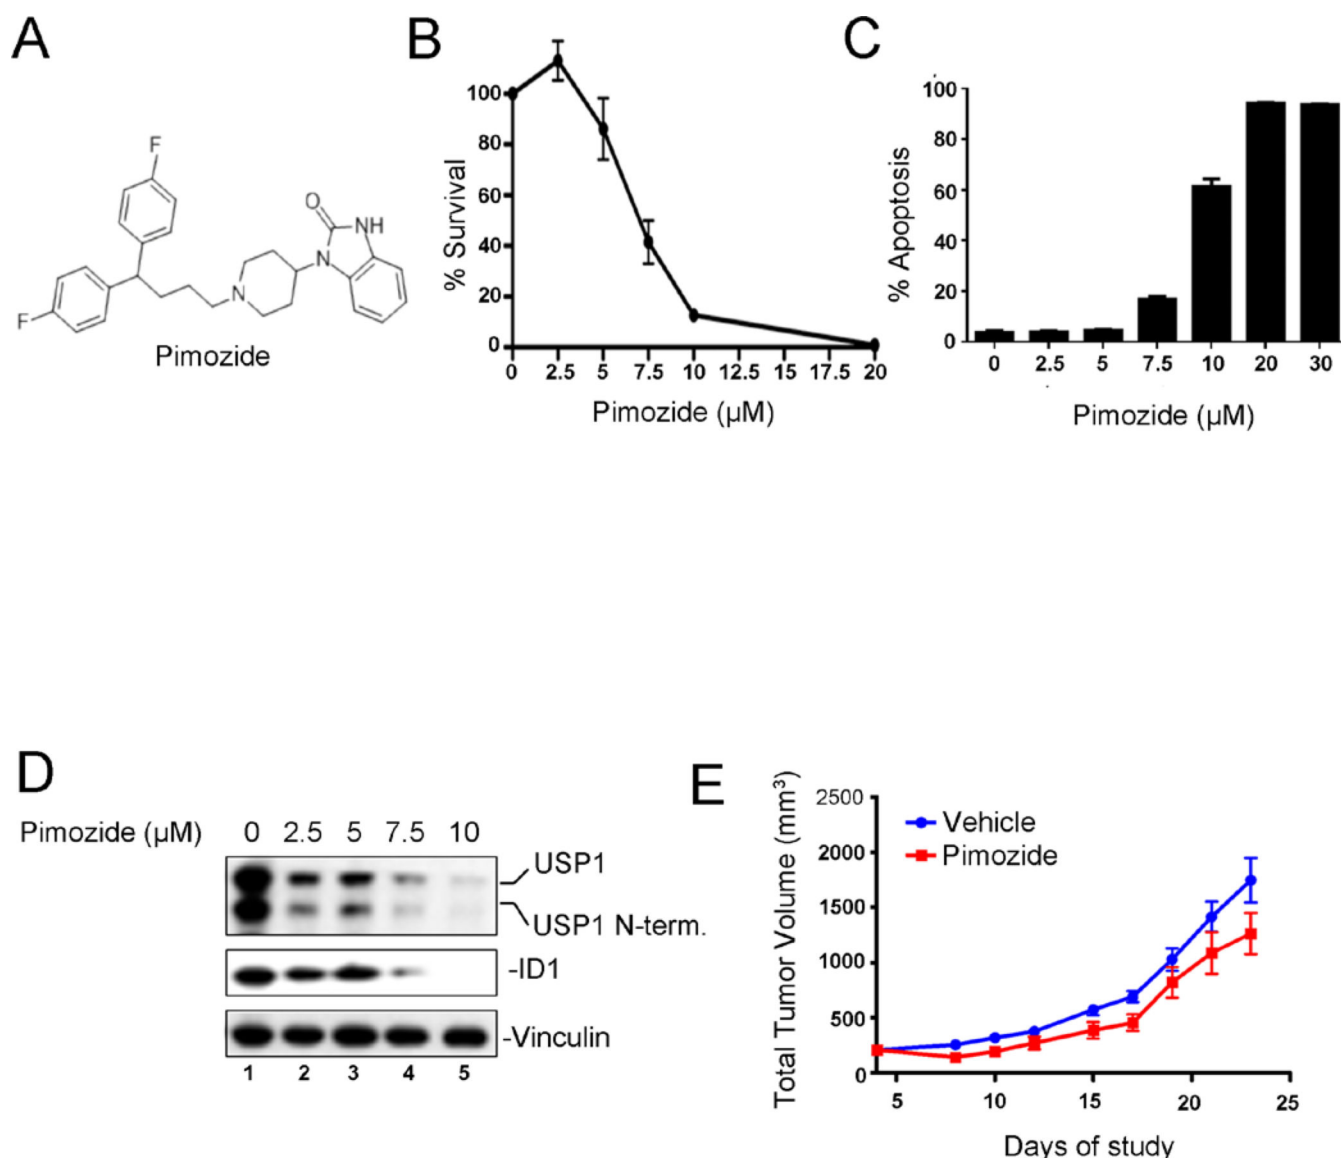 A
F
F
N
O
N
NH
Pimozide
B
% Survival
100
80
60
40
20
0
0 2.5 5 7.5 10 12.5 15 17.5 20
Pimozide (µM)
C
% Apoptosis
100
80
60
40
20
0
0 2.5 5 7.5 10 20 30
Pimozide (µM)
D
Pimozide (µM) 0 2.5 5 7.5 10
USP1
USP1 N-term.
-ID1
-Vinculin
1 2 3 4 5
E
Total Tumor Volume (mm³)
2500
2000
1500
1000
500
0
Vehicle
Pimozide
5 10 15 20 25
Days of study